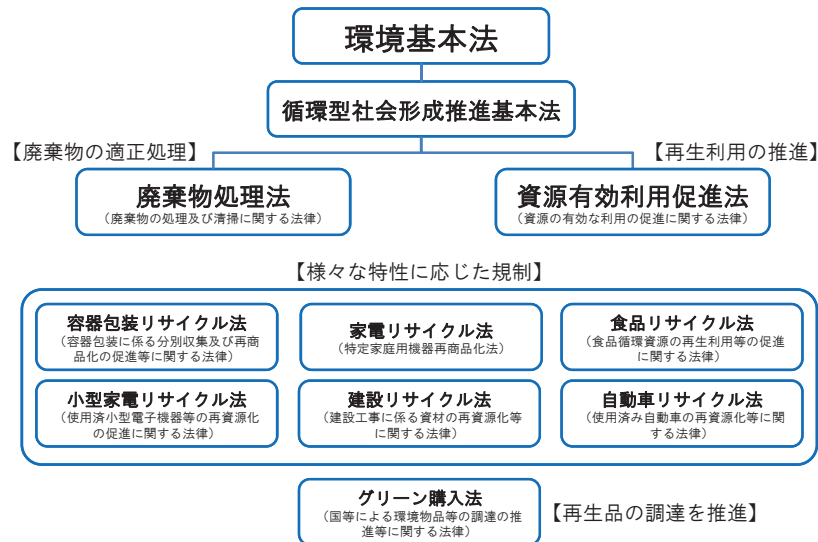 環境基本法
循環型社会形成推進基本法
【廃棄物の適正処理】
【再生利用の推進】
廃棄物処理法
(廃棄物の処理及び清掃に関する法律)
資源有効利用促進法
(資源の有効な利用の促進に関する法律)
【様々な特性に応じた規制】
容器包装リサイクル法
(容器包装に係る分別収集及び再商
品化の促進等に関する法律)
家電リサイクル法
(特定家庭用機器再商品化法)
食品リサイクル法
(食品循環資源の再生利用等の促進
に関する法律)
小型家電リサイクル法
(使用済小型電子機器等の再資源化
の促進に関する法律)
建設リサイクル法
(建設工事に係る資材の再資源化等
に関する法律)
自動車リサイクル法
(使用済み自動車の再資源化等に関
する法律)
グリーン購入法
(国等による環境物品等の調達の推
進等に関する法律)
【再生品の調達を推進】